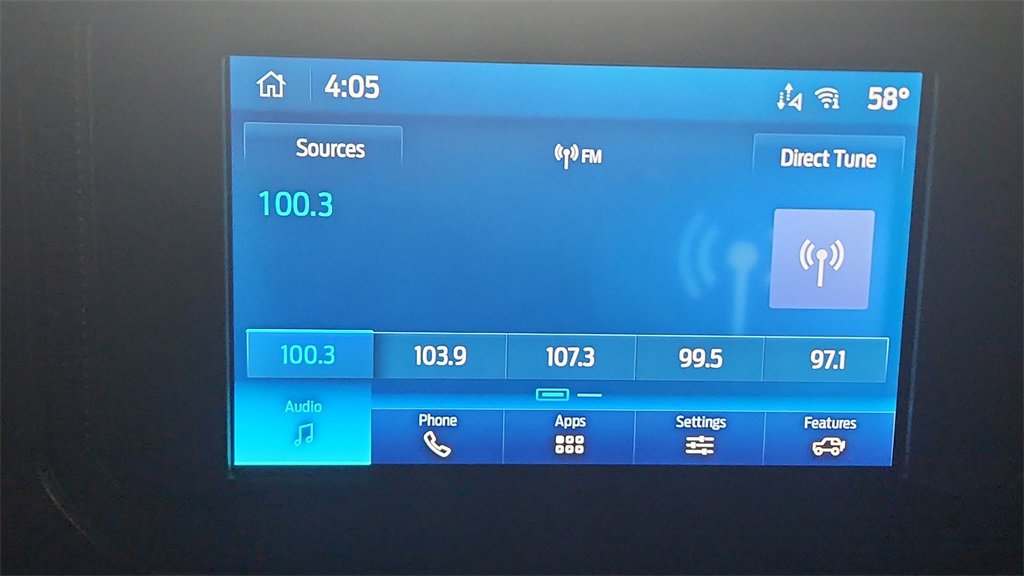 4:05 58°
Sources FM Direct Tune
100.3
100.3 103.9 107.3 99.5 97.1
Audio Phone Apps Settings Features